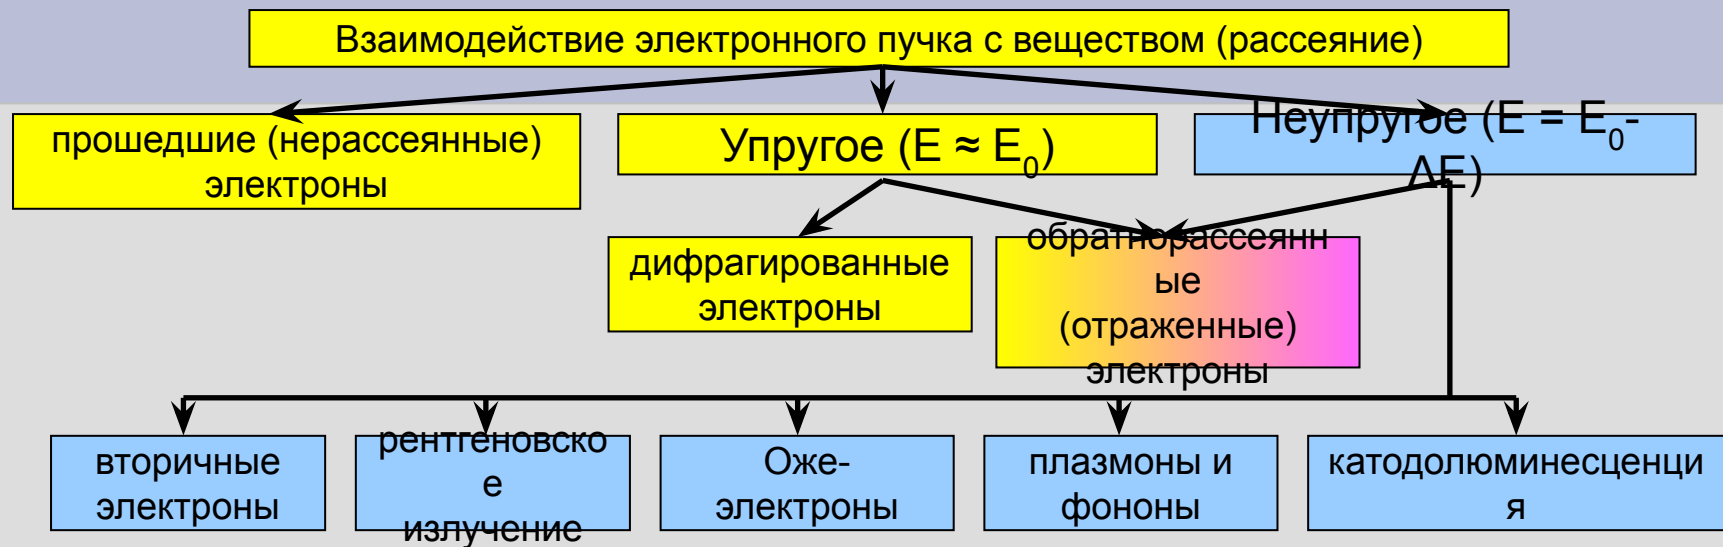 Взаимодействие электронного пучка с веществом (рассеяние)
прошедшие (нерассеянные)
электроны
Упругое (E ≈ E₀)
Неупругое (E = E₀-
ΔE)
дифрагированные
электроны
обратнорассеянн
ые
(отраженные)
электроны
вторичные
электроны
рентгеновско
е
излучение
Оже-
электроны
плазмоны и
фононы
катодолюминесценци
я